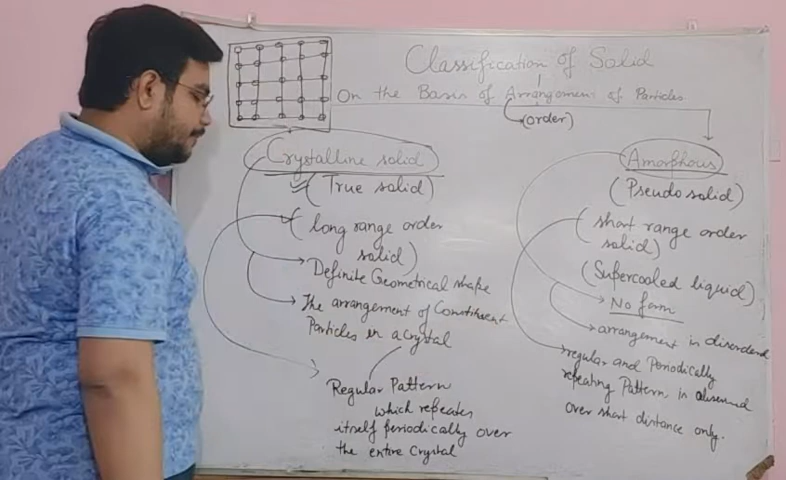 Classification of Solid
On the Basis of Arrangement of Particles
(order)
Crystalline solid
(True solid)
(long range order
solid)
Definite Geometrical shape
The arrangement of Constituent
Particles in a Crystal
Regular Pattern
which repeates
itself periodically over
the entire Crystal
Amorphous
(Pseudo solid)
(short range order
solid)
(Supercooled liquid)
No form
arrangement is disorderd
regular and Periodically
repeating Pattern is observed
over short distance only.